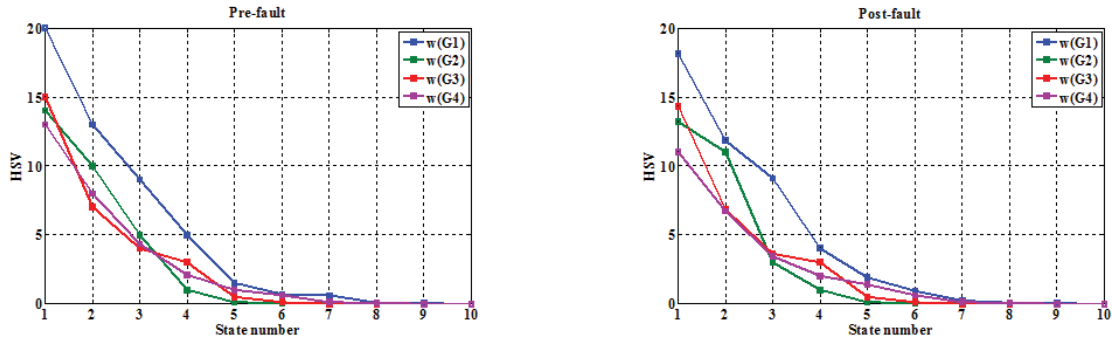 Pre-fault
20
15
10
5
0
HSV
1 2 3 4 5 6 7 8 9 10
State number
w(G1)
w(G2)
w(G3)
w(G4)
Post-fault
20
15
10
5
0
HSV
1 2 3 4 5 6 7 8 9 10
State number
w(G1)
w(G2)
w(G3)
w(G4)